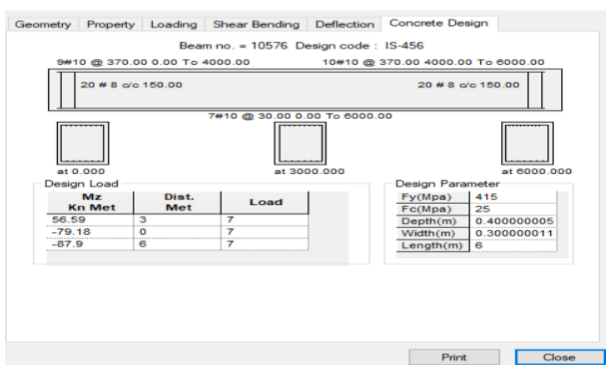 Geometry Property Loading Shear Bending Deflection Concrete Design
Beam no. = 10576 Design code : IS-456
9#10 @ 370.00 0.00 To 4000.00 10#10 @ 370.00 4000.00 To 6000.00
20 # 8 c/c 150.00 20 # 8 c/c 150.00
7#10 @ 30.00 0.00 To 6000.00
at 0.000 at 3000.000 at 6000.000
Design Load Design Parameter
Mz Kn Met Dist. Met Load
56.59 3 7
-79.18 0 7
-87.9 6 7
Fy(Mpa) 415
Fc(Mpa) 25
Depth(m) 0.400000005
Width(m) 0.300000011
Length(m) 6
Print Close